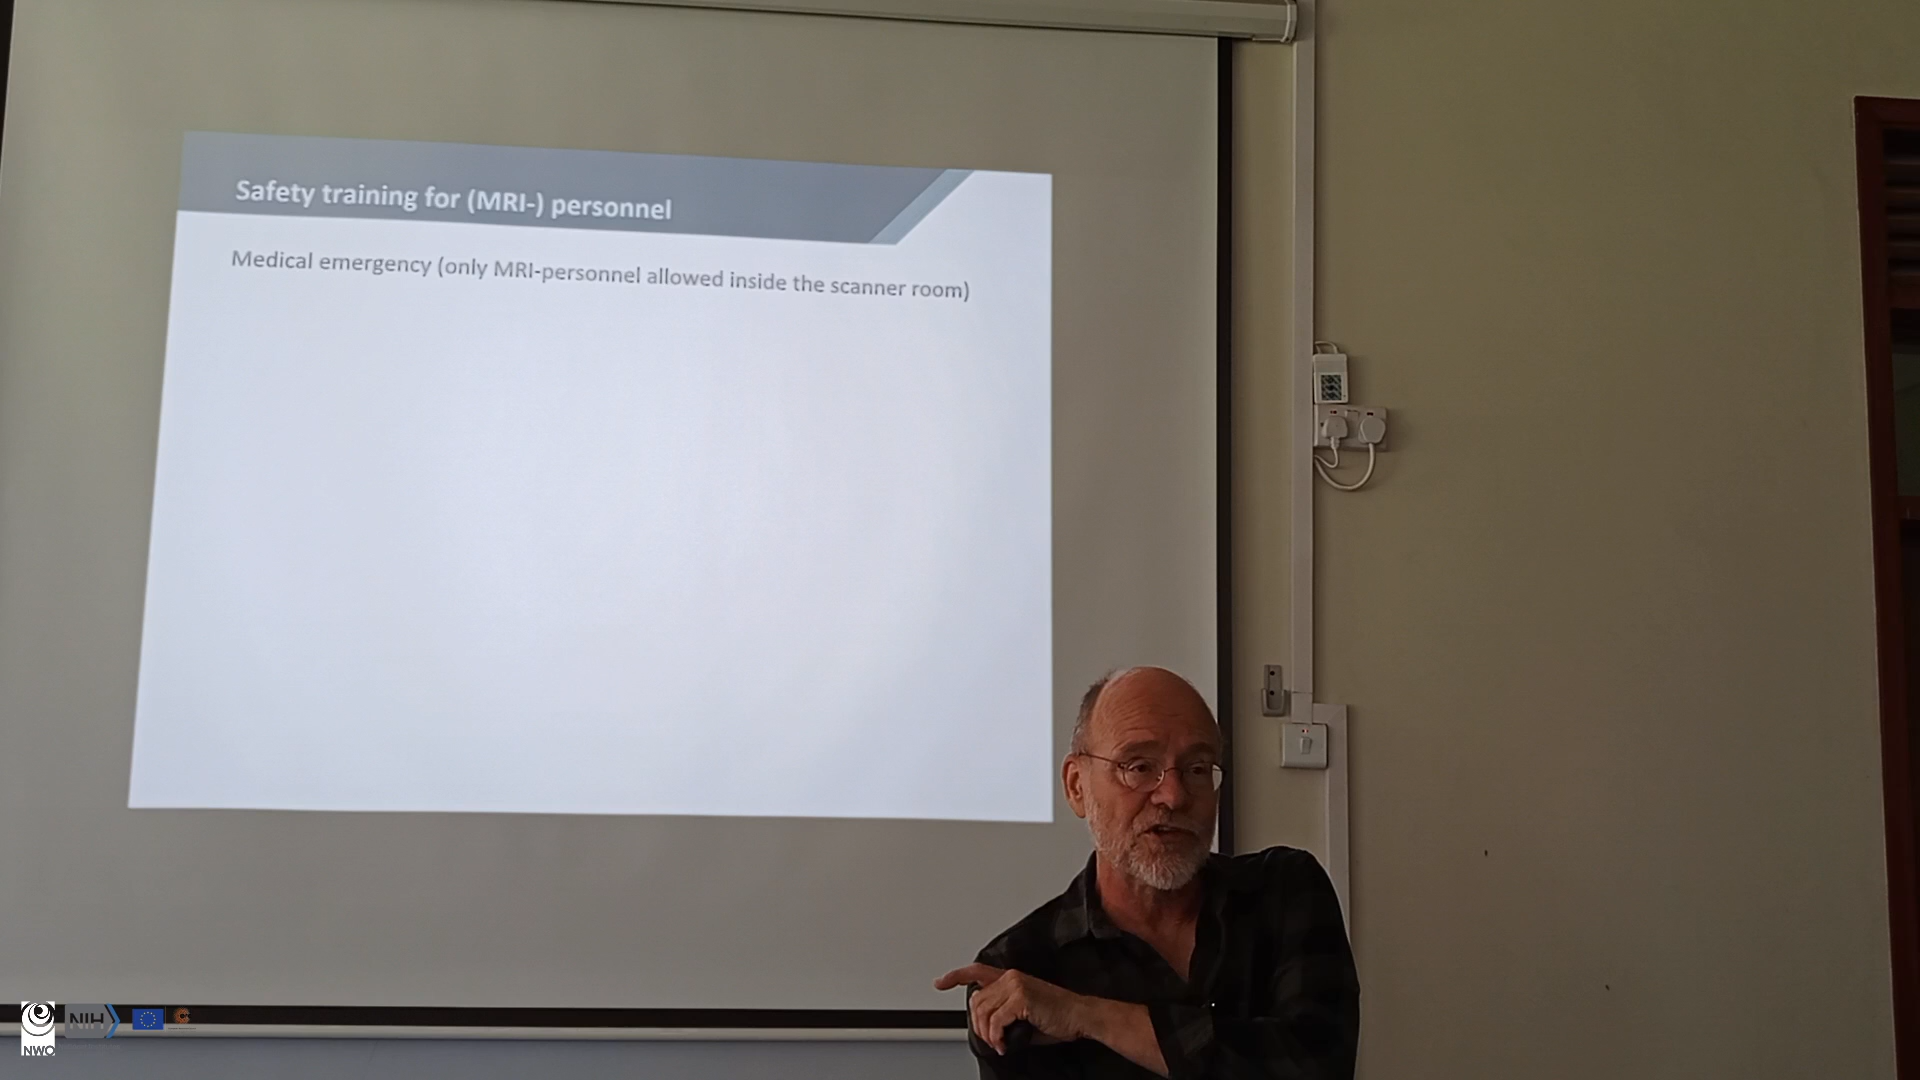 Safety training for (MRI-) personnel
Medical emergency (only MRI-personnel allowed inside the scanner room)
NWO
NIH